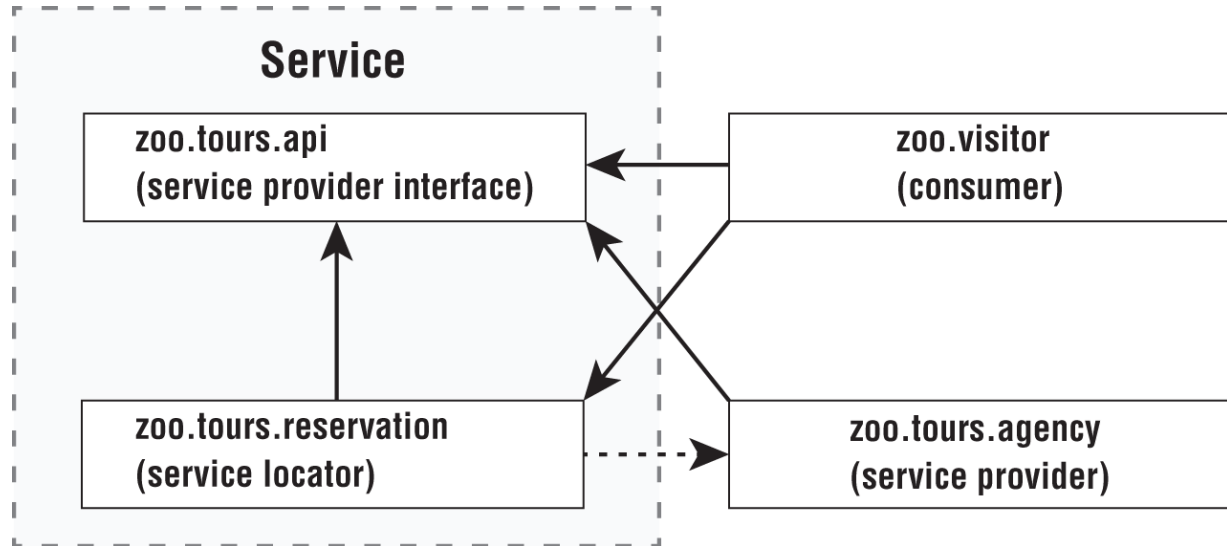 Service
zoo.tours.api
(service provider interface)
zoo.visitor
(consumer)
zoo.tours.reservation
(service locator)
zoo.tours.agency
(service provider)